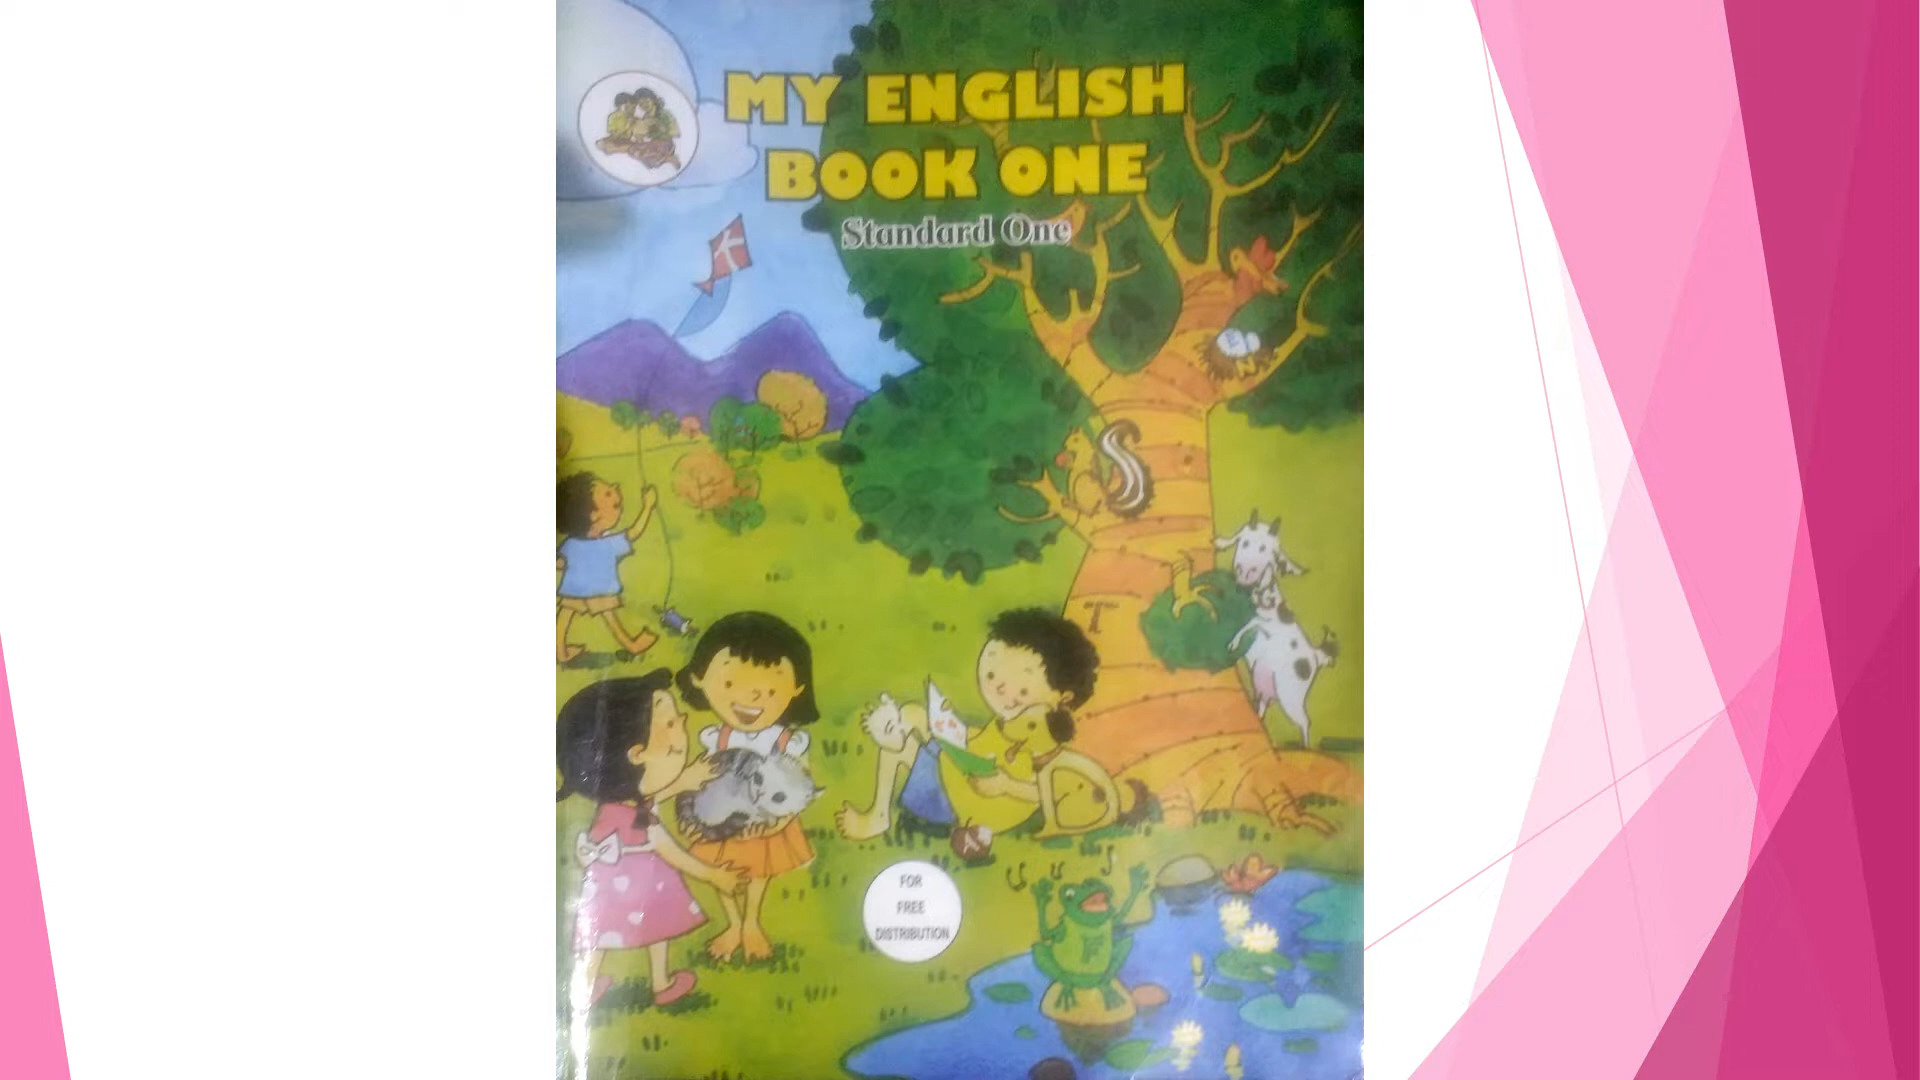 MY ENGLISH
BOOK ONE
Standard One
K
S
T
G
N
D
A
F
FOR
FREE
DISTRIBUTION